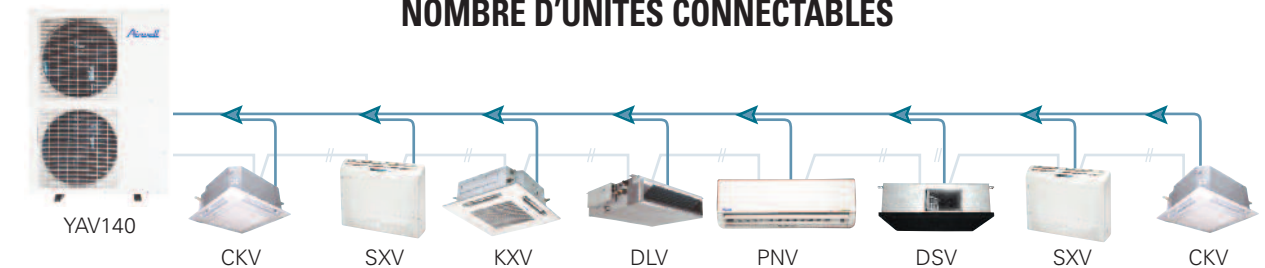 NOMBRE D'UNITES CONNECTABLES
Airwell
YAV140
CKV
SXV
KXV
DLV
PNV
DSV
SXV
CKV